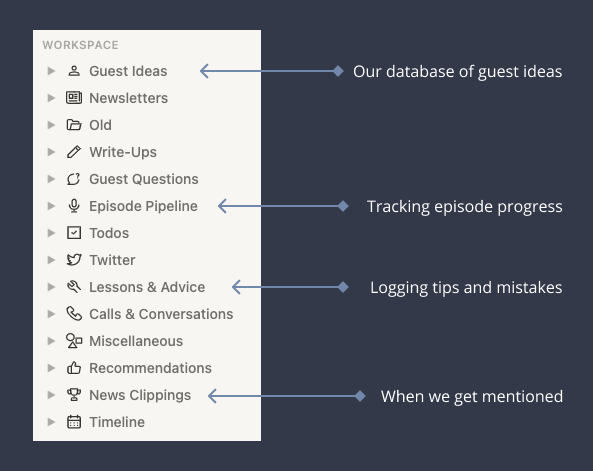 WORKSPACE
Guest Ideas
Our database of guest ideas
Newsletters
Old
Write-Ups
Guest Questions
Episode Pipeline
Tracking episode progress
Todos
Twitter
Lessons & Advice
Logging tips and mistakes
Calls & Conversations
Miscellaneous
Recommendations
News Clippings
When we get mentioned
Timeline